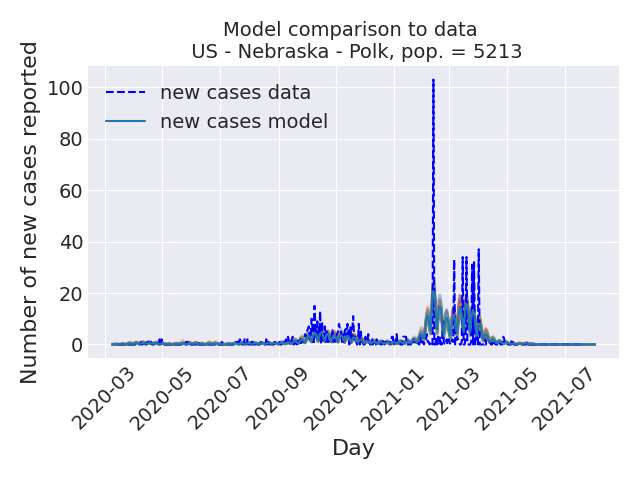 Model comparison to data
US - Nebraska - Polk, pop. = 5213
Number of new cases reported
100
80
60
40
20
0
new cases data
new cases model
2020-03
2020-05
2020-07
2020-09
2020-11
2021-01
2021-03
2021-05
2021-07
Day